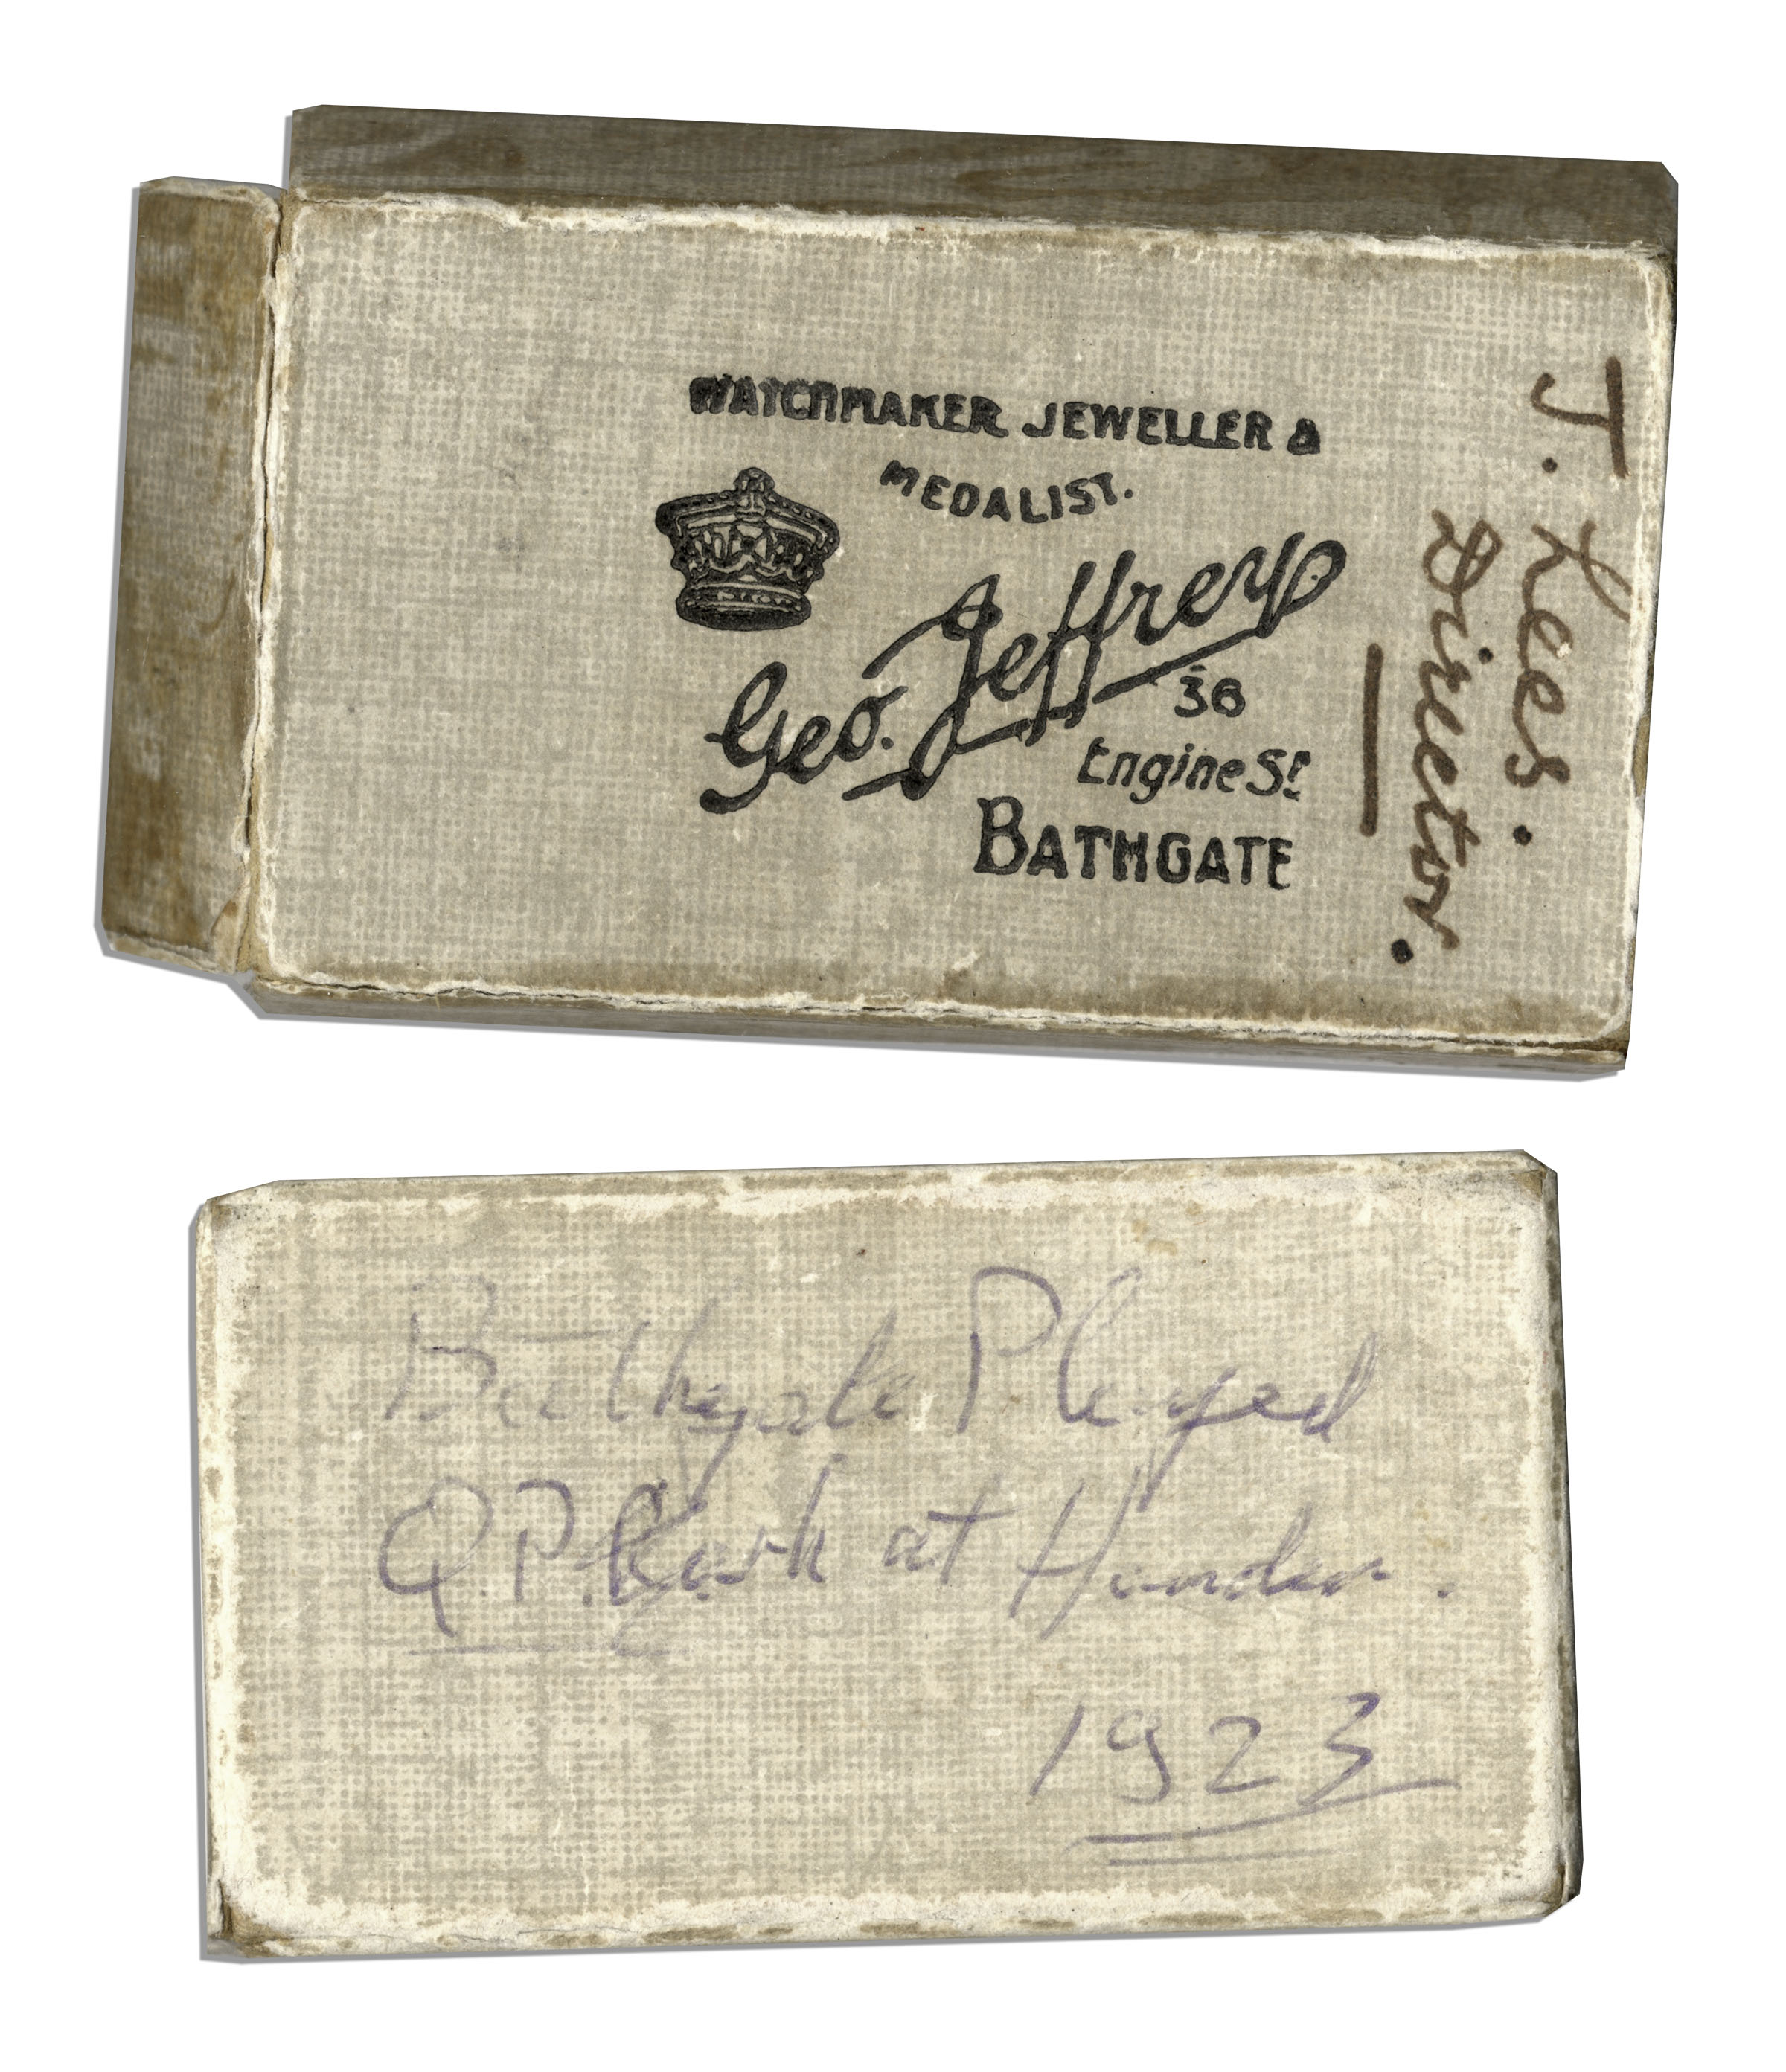 WATCHMAKER JEWELLER &
MEDALIST.
Geo. Jeffrey
36
Engine St.
BATHGATE
J. Lees.
Director.
Bathgate Played
Q.P. Park at Hamden.
1923